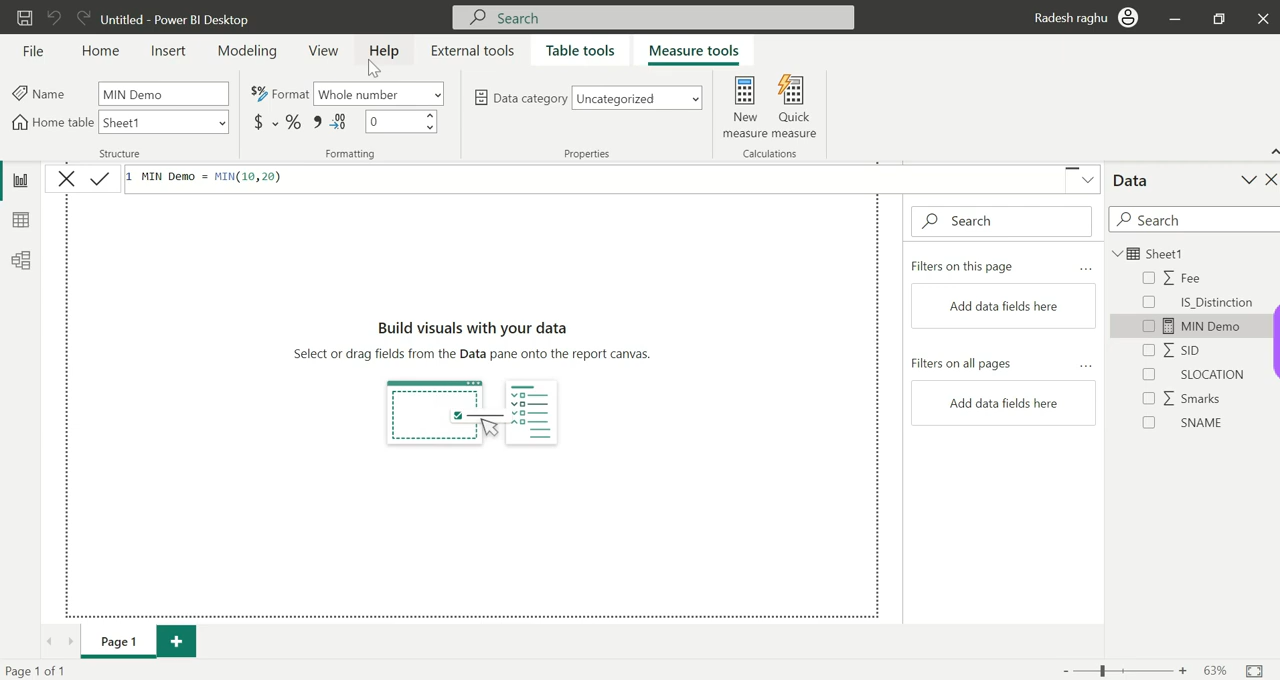 Untitled - Power BI Desktop
Search
Radesh raghu
File Home Insert Modeling View Help External tools Table tools Measure tools
Name MIN Demo
$% Format Whole number
Data category Uncategorized
New measure
Quick measure
Home table Sheet1
$ % 9 .00 0
Structure
Formatting
Properties
Calculations
1 MIN Demo = MIN(10,20)
Data
Search
Search
Sheet1
Filters on this page ...
Fee
Add data fields here
IS_Distinction
Build visuals with your data
MIN Demo
Select or drag fields from the Data pane onto the report canvas.
SID
Filters on all pages ...
SLOCATION
Add data fields here
Smarks
SNAME
Page 1
Page 1 of 1
- + 63%